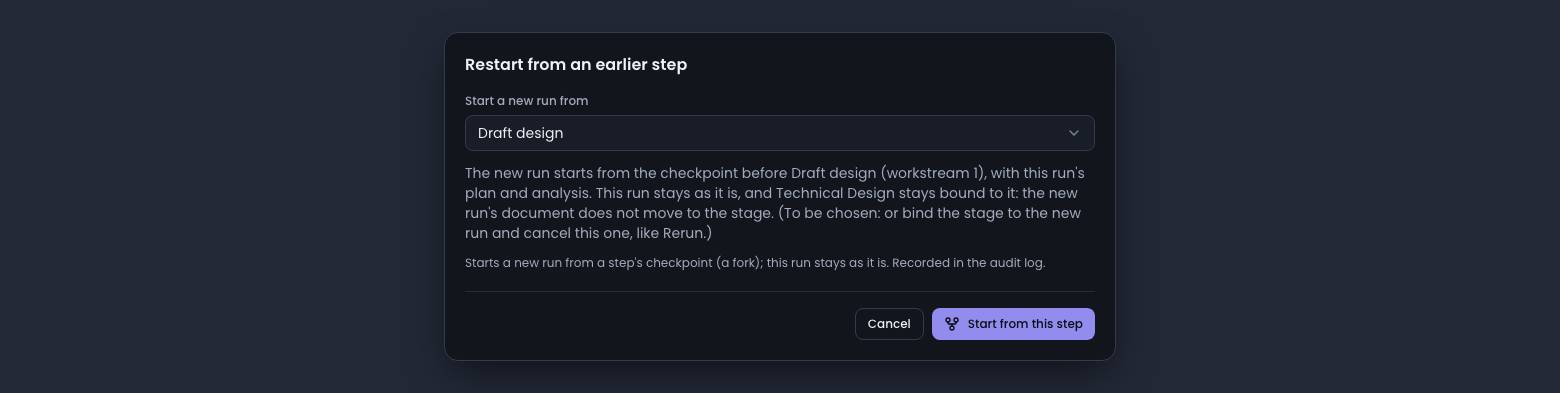 Restart from an earlier step
Start a new run from
Draft design
The new run starts from the checkpoint before Draft design (workstream 1), with this run's
plan and analysis. This run stays as it is, and Technical Design stays bound to it: the new
run's document does not move to the stage. (To be chosen: or bind the stage to the new
run and cancel this one, like Rerun.)
Starts a new run from a step's checkpoint (a fork); this run stays as it is. Recorded in the audit log.
Cancel
Start from this step